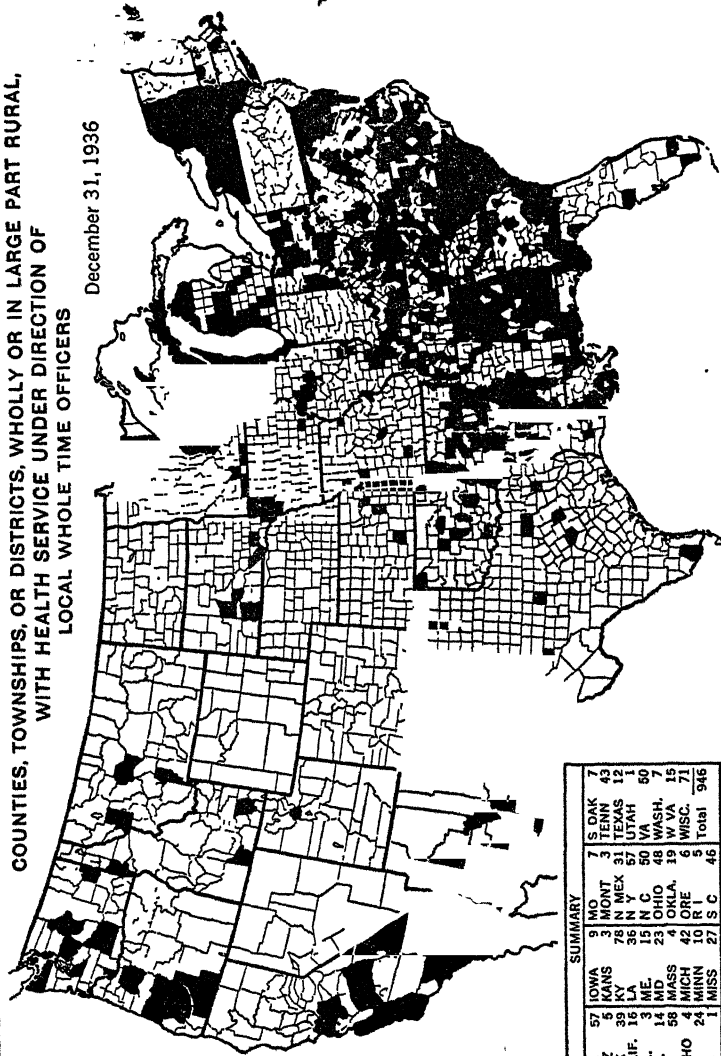 COUNTIES, TOWNSHIPS, OR DISTRICTS, WHOLLY OR IN LARGE PART RURAL,
WITH HEALTH SERVICE UNDER DIRECTION OF
LOCAL WHOLE TIME OFFICERS
December 31, 1936
SUMMARY
57 IOWA 9 MO 7 S DAK 7
5 KANS 3 MONT 3 TENN 43
39 KY 78 N MEX 31 TEXAS 12
IF. 16 LA 36 N Y 57 UTAH 1
3 ME. 15 N C 50 VA 50
14 MD 23 OHIO 48 WASH. 7
58 MASS 4 OKLA. 19 W VA 15
HO 4 MICH 42 ORE 6 WISC. 71
24 MINN 10 R I 5 Total 946
1 MISS 27 S C 46